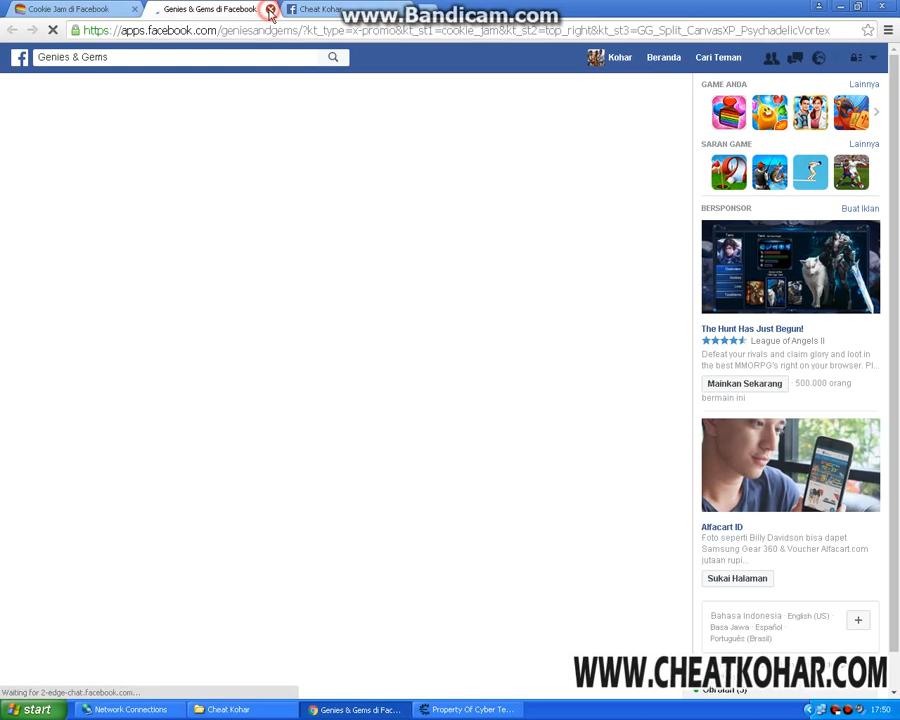 Cookie Jam di Facebook
Genies & Gems di Facebook
Cheat Kohar
www.Bandicam.com
https://apps.facebook.com/geniesandgems/?kt_type=x-promo&kt_st1=cookie_jam&kt_st2=top_right&kt_st3=GG_Split_CanvasXP_PsychadelicVortex
Genies & Gems
Kohar
Beranda
Cari Teman
GAME ANDA
Lainnya
SARAN GAME
Lainnya
BERSPONSOR
Buat Iklan
The Hunt Has Just Begun!
League of Angels II
Defeat your rivals and claim glory and loot in
the best MMORPG's right on your browser. Pl...
Mainkan Sekarang · 500.000 orang
bermain ini
Alfacart ID
Foto seperti Billy Davidson bisa dapet
Samsung Gear 360 & Voucher Alfacart.com
jutaan rupi...
Sukai Halaman
Bahasa Indonesia · English (US) ·
Basa Jawa · Español ·
Português (Brasil)
+
WWW.CHEATKOHAR.COM
Waiting for 2-edge-chat.facebook.com...
start
Network Connections
Cheat Kohar
Genies & Gems di Fac...
Property Of Cyber Te...
17:50